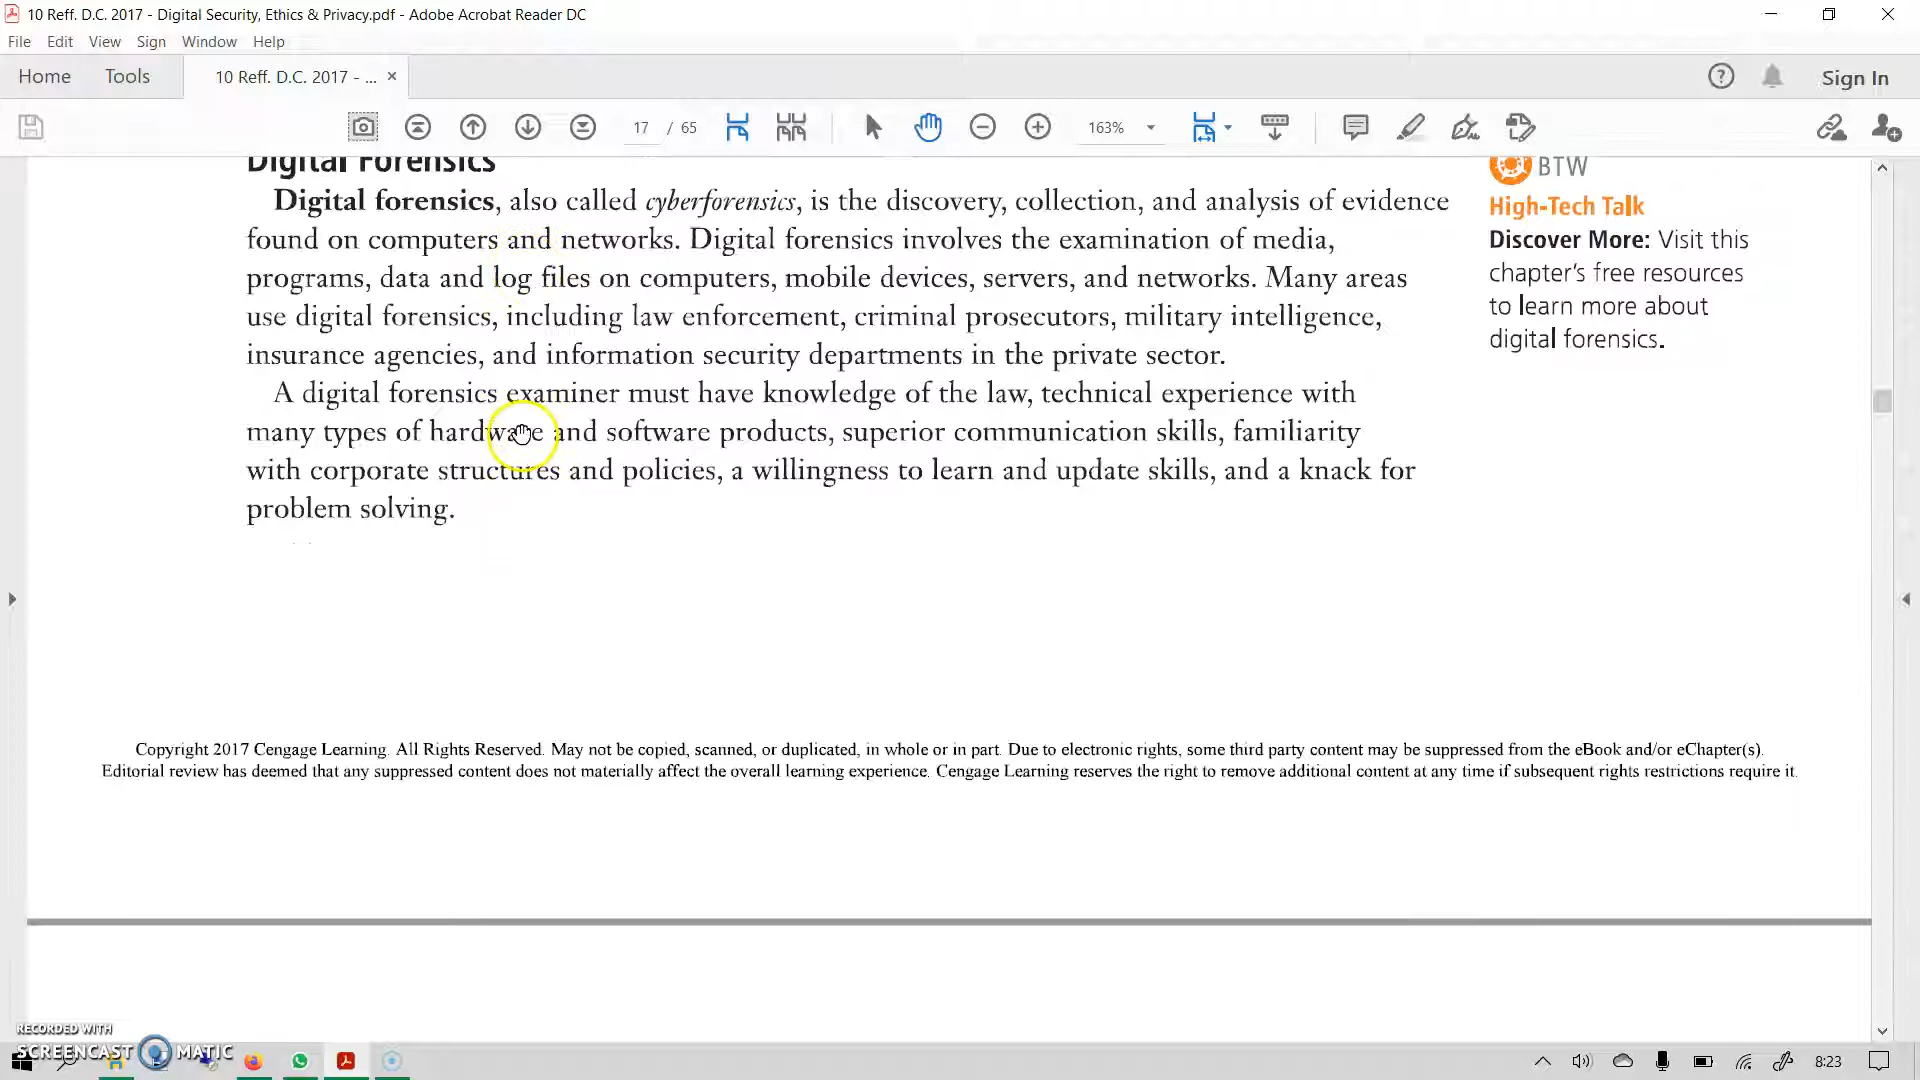 10 Reff. D.C. 2017 - Digital Security, Ethics & Privacy.pdf - Adobe Acrobat Reader DC
File Edit View Sign Window Help
Home Tools 10 Reff. D.C. 2017 - ... × Sign In
17 / 65 163%
Digital Forensics
Digital forensics, also called cyberforensics, is the discovery, collection, and analysis of evidence
found on computers and networks. Digital forensics involves the examination of media,
programs, data and log files on computers, mobile devices, servers, and networks. Many areas
use digital forensics, including law enforcement, criminal prosecutors, military intelligence,
insurance agencies, and information security departments in the private sector.
A digital forensics examiner must have knowledge of the law, technical experience with
many types of hardware and software products, superior communication skills, familiarity
with corporate structures and policies, a willingness to learn and update skills, and a knack for
problem solving.
BTW
High-Tech Talk
Discover More: Visit this
chapter's free resources
to learn more about
digital forensics.
Copyright 2017 Cengage Learning. All Rights Reserved. May not be copied, scanned, or duplicated, in whole or in part. Due to electronic rights, some third party content may be suppressed from the eBook and/or eChapter(s).
Editorial review has deemed that any suppressed content does not materially affect the overall learning experience. Cengage Learning reserves the right to remove additional content at any time if subsequent rights restrictions require it.
RECORDED WITH
SCREENCAST MATIC
8:23